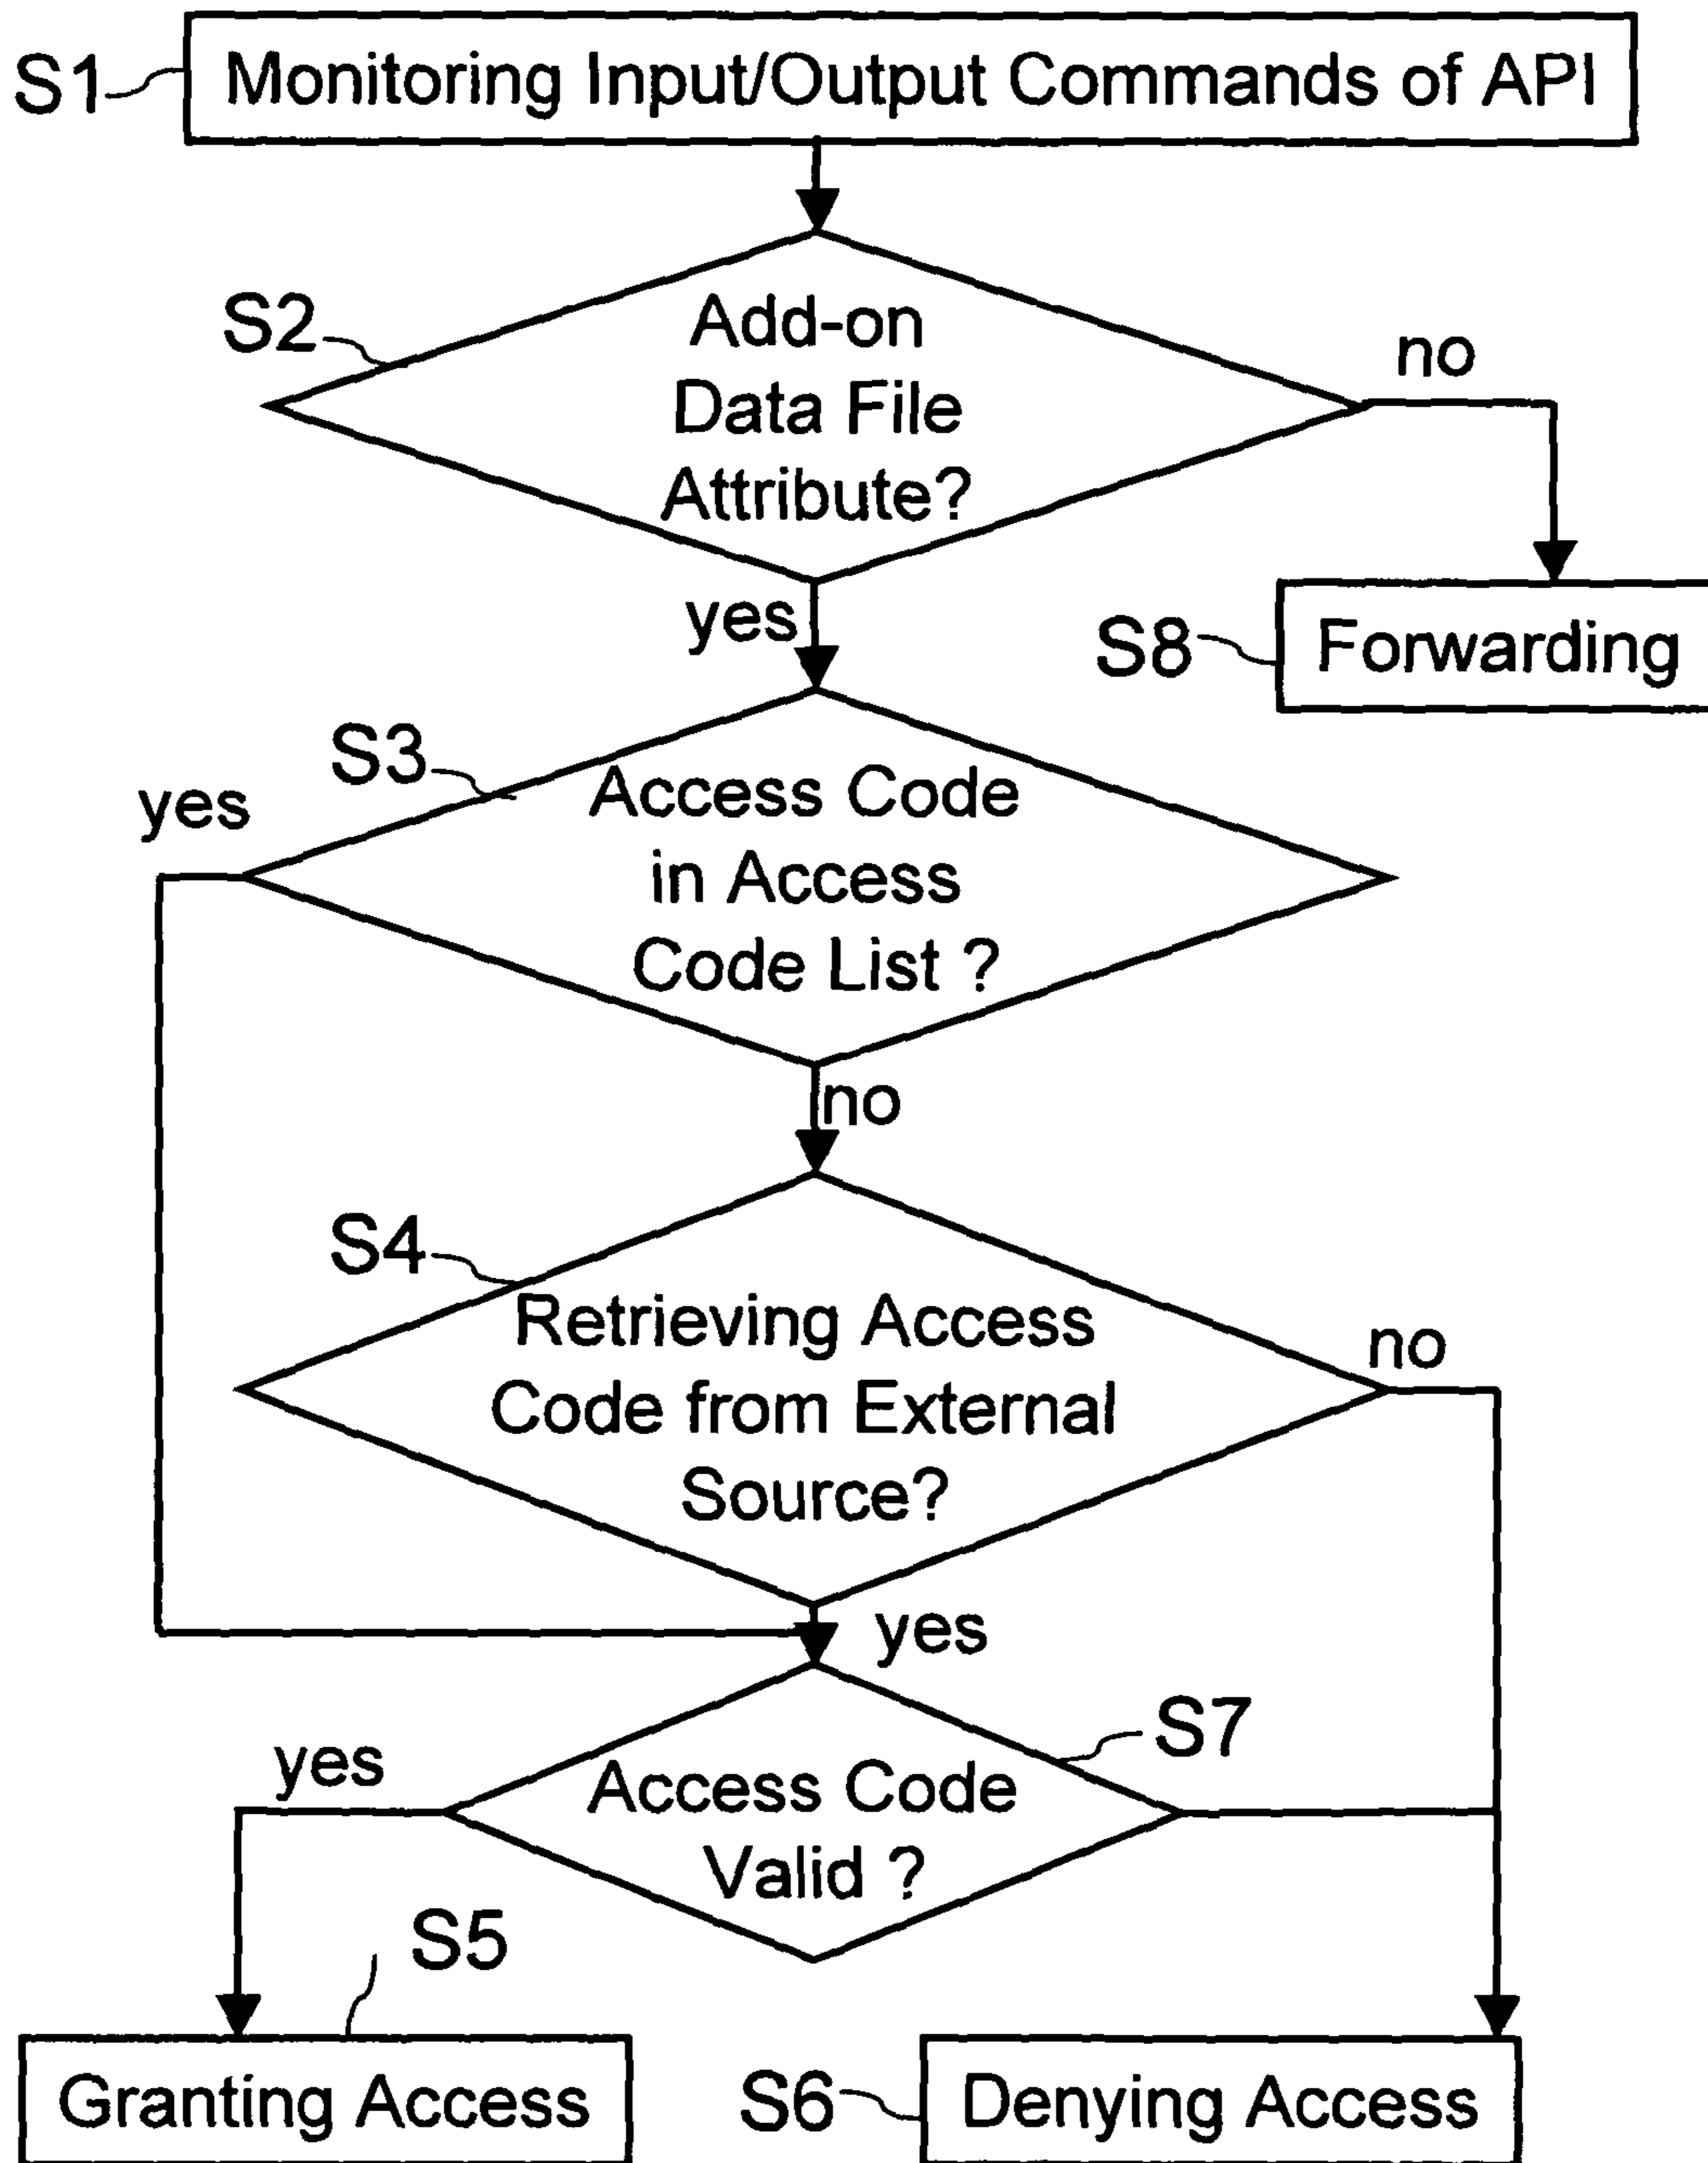 S1
Monitoring Input/Output Commands of API
S2
Add-on
Data File
Attribute?
no
yes
S8
Forwarding
S3
yes
Access Code
in Access
Code List ?
no
S4
Retrieving Access
Code from External
Source?
no
yes
S7
yes
Access Code
Valid ?
S5
Granting Access
S6
Denying Access